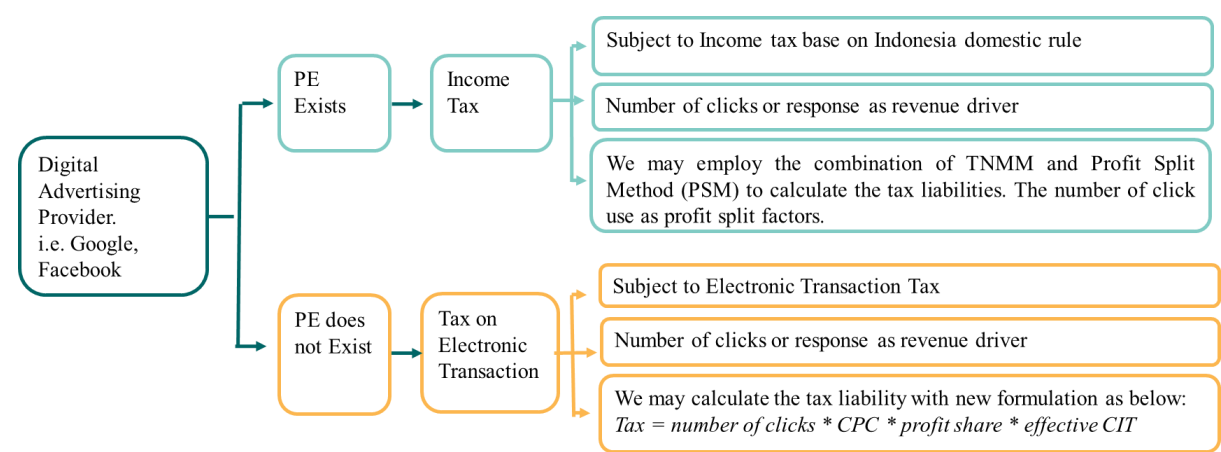 Digital
Advertising
Provider.
i.e. Google,
Facebook
PE
Exists
Income
Tax
Subject to Income tax base on Indonesia domestic rule
Number of clicks or response as revenue driver
We may employ the combination of TNMM and Profit Split
Method (PSM) to calculate the tax liabilities. The number of click
use as profit split factors.
PE does
not Exist
Tax on
Electronic
Transaction
Subject to Electronic Transaction Tax
Number of clicks or response as revenue driver
We may calculate the tax liability with new formulation as below:
Tax = number of clicks * CPC * profit share * effective CIT